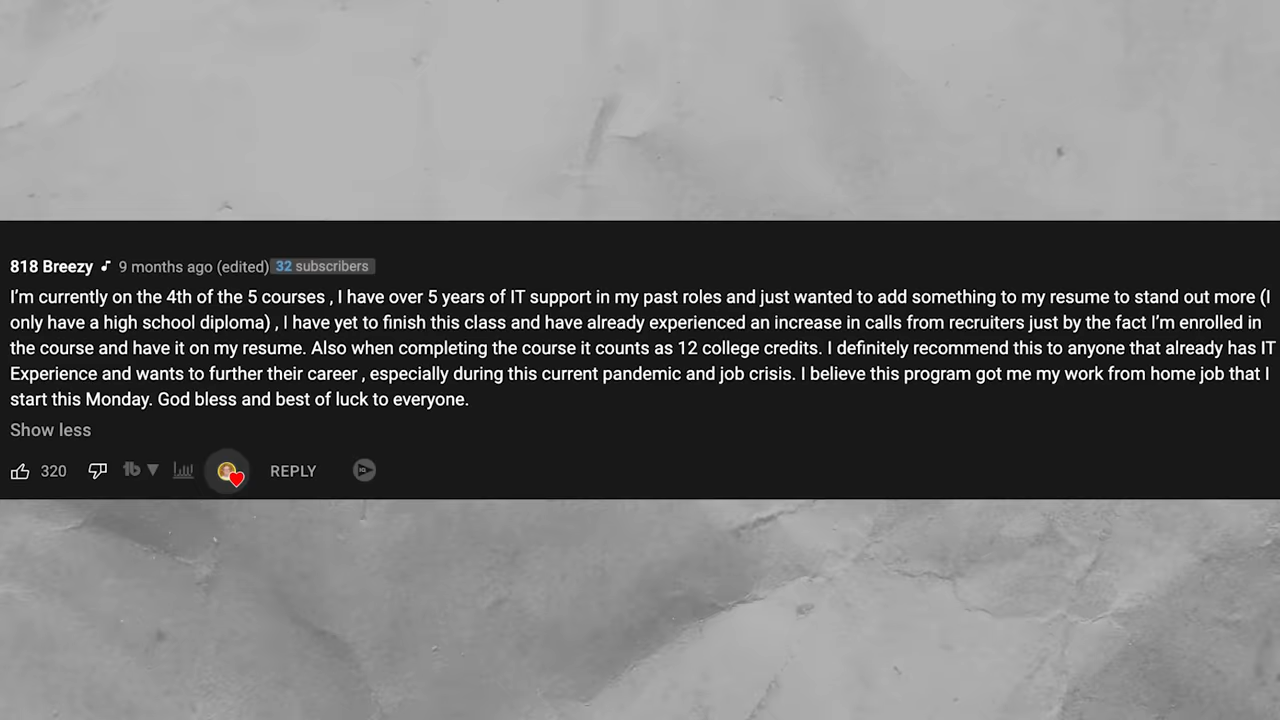 818 Breezy 9 months ago (edited) 32 subscribers
I’m currently on the 4th of the 5 courses , I have over 5 years of IT support in my past roles and just wanted to add something to my resume to stand out more (I
only have a high school diploma) , I have yet to finish this class and have already experienced an increase in calls from recruiters just by the fact I’m enrolled in
the course and have it on my resume. Also when completing the course it counts as 12 college credits. I definitely recommend this to anyone that already has IT
Experience and wants to further their career , especially during this current pandemic and job crisis. I believe this program got me my work from home job that I
start this Monday. God bless and best of luck to everyone.
Show less
320 REPLY